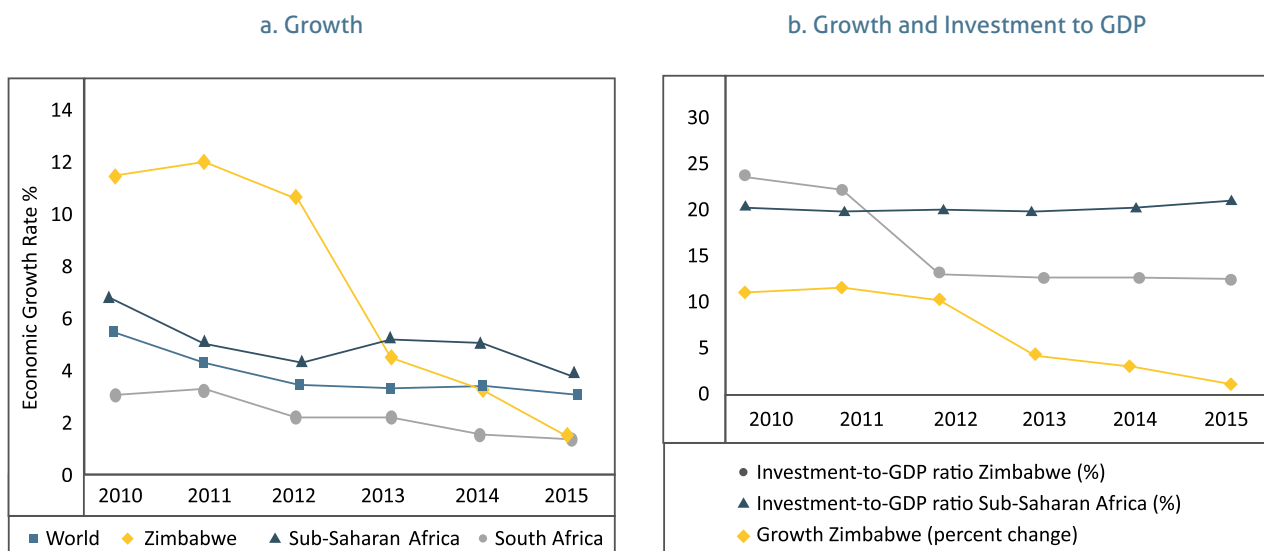 a. Growth
b. Growth and Investment to GDP
Economic Growth Rate %
14
12
10
8
6
4
2
0
2010 2011 2012 2013 2014 2015
World Zimbabwe Sub-Saharan Africa South Africa
30
25
20
15
10
5
0
2010 2011 2012 2013 2014 2015
Investment-to-GDP ratio Zimbabwe (%)
Investment-to-GDP ratio Sub-Saharan Africa (%)
Growth Zimbabwe (percent change)